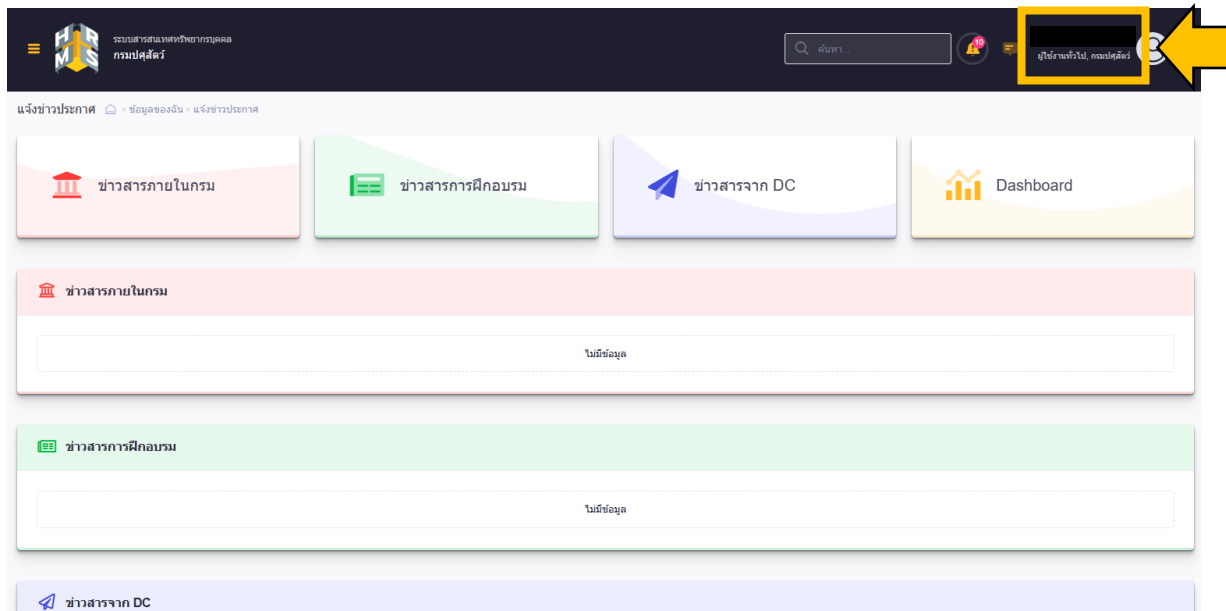 HR
MS
ระบบสารสนเทศทรัพยากรบุคคล
กรมปศุสัตว์
ค้นหา...
10
ผู้ใช้งานทั่วไป, กรมปศุสัตว์
แจ้งข่าวประกาศ - ข้อมูลของฉัน - แจ้งข่าวประกาศ
ข่าวสารภายในกรม
ข่าวสารการฝึกอบรม
ข่าวสารจาก DC
Dashboard
ข่าวสารภายในกรม
ไม่มีข้อมูล
ข่าวสารการฝึกอบรม
ไม่มีข้อมูล
ข่าวสารจาก DC